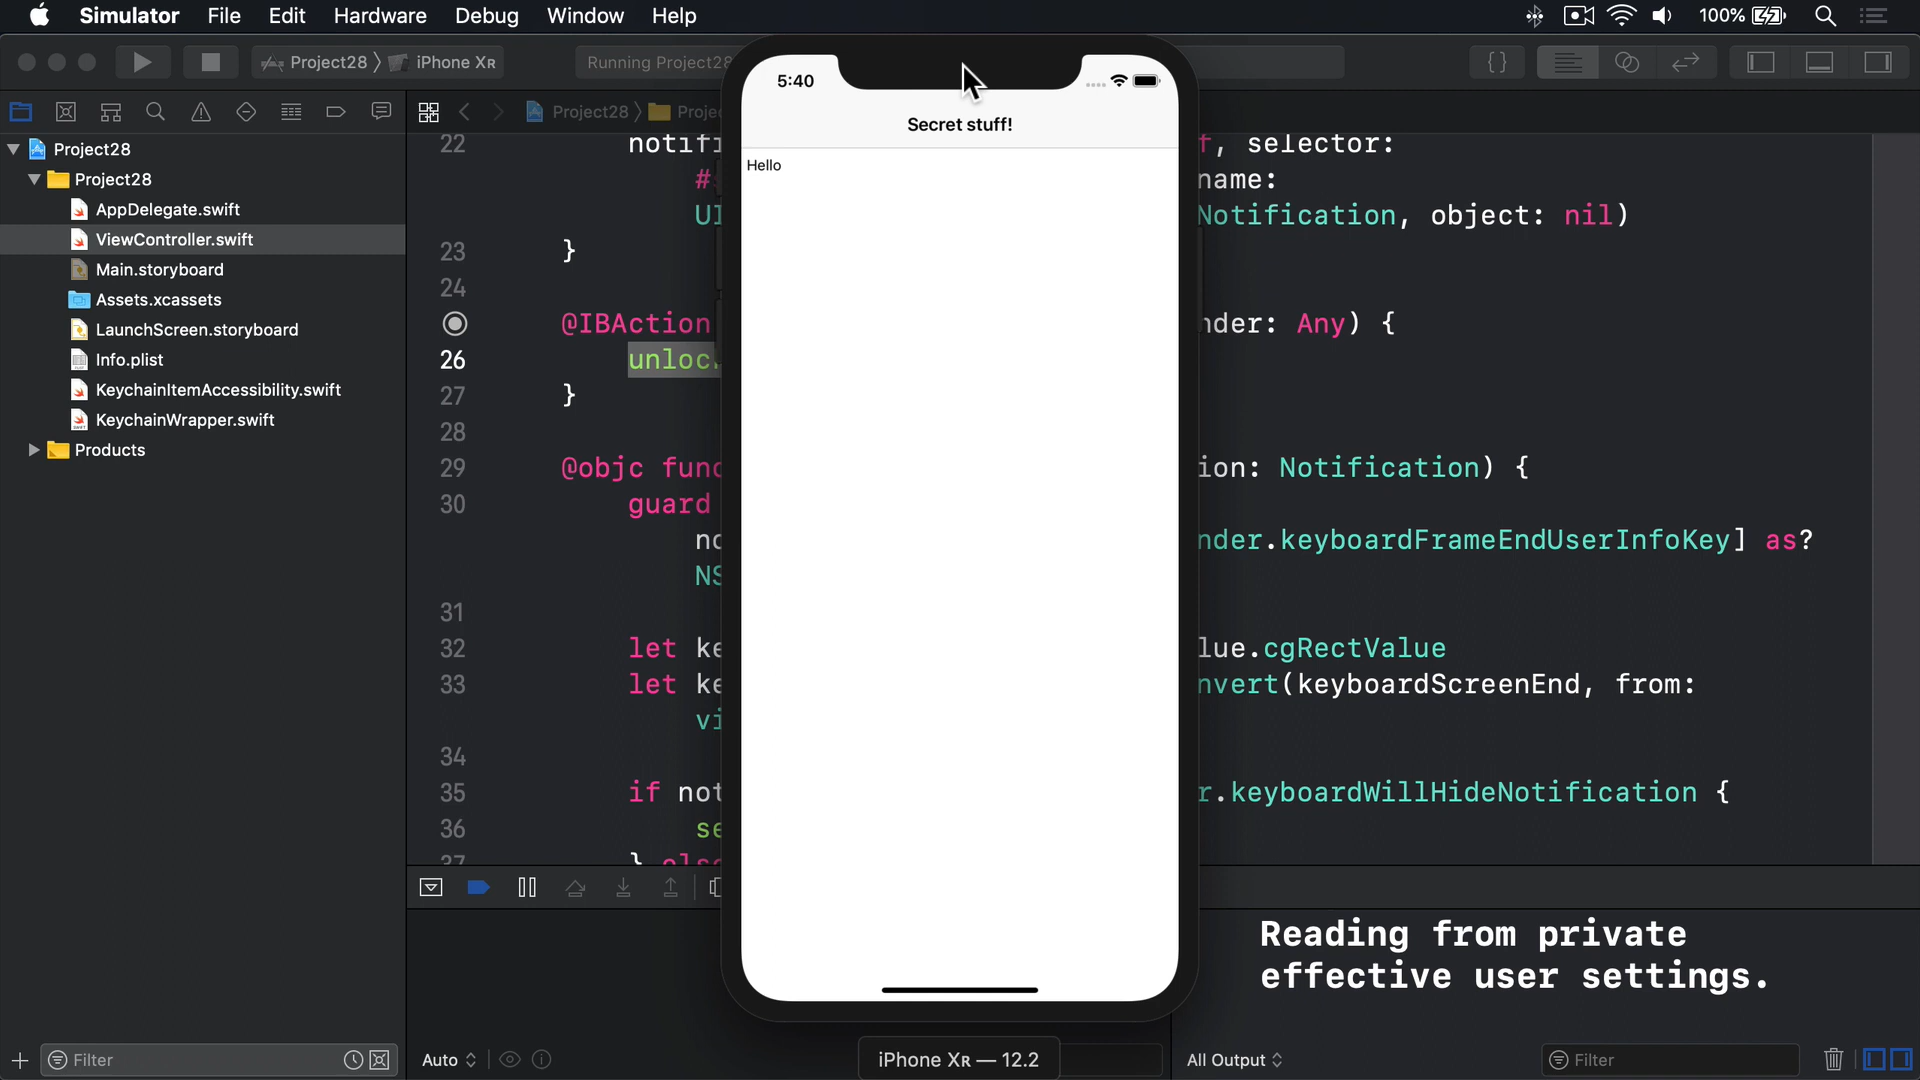 Simulator File Edit Hardware Debug Window Help 100%
Project28 iPhone XR Running Project28
5:40
Secret stuff!
Hello
Project28
Project28
AppDelegate.swift
ViewController.swift
Main.storyboard
Assets.xcassets
LaunchScreen.storyboard
Info.plist
KeychainItemAccessibility.swift
KeychainWrapper.swift
Products
Filter
Project28
22 , selector:
# name:
Notification, object: nil)
23 }
24
@IBAction nder: Any) {
26
27 }
28
29 @objc func ion: Notification) {
30 guard
nder.keyboardFrameEndUserInfoKey] as?
NS
31
32 let ke lue.cgRectValue
33 let ke nvert(keyboardScreenEnd, from:
vi
34
35 if not r.keyboardWillHideNotification {
36 se
37 } else
Reading from private
effective user settings.
Auto
iPhone XR — 12.2
All Output
Filter